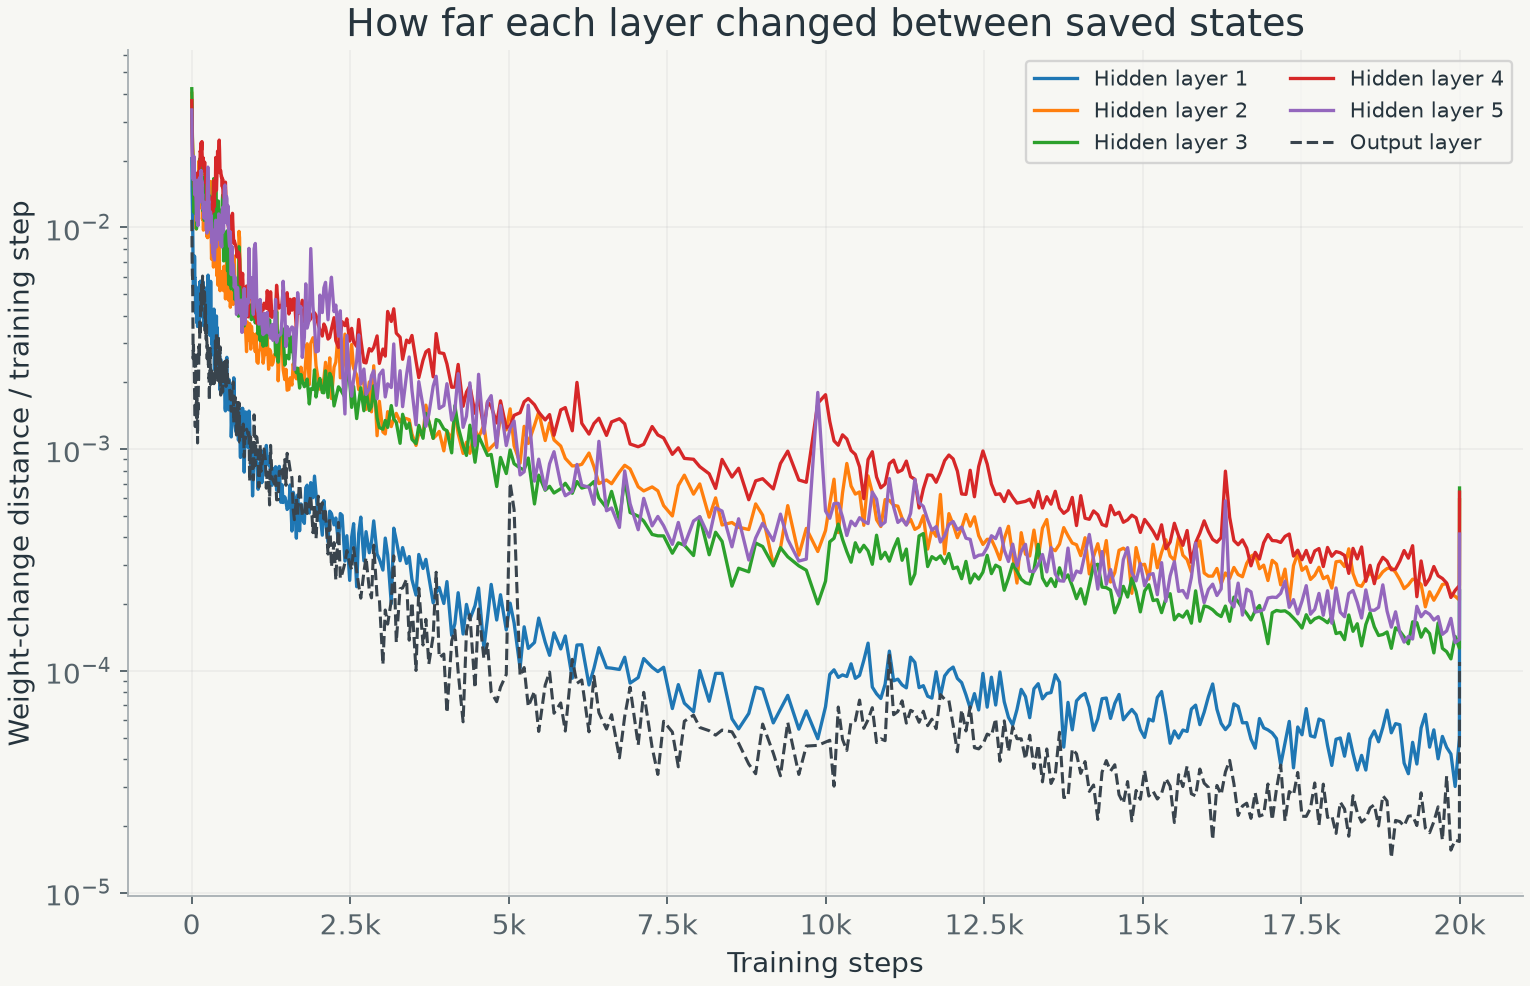 How far each layer changed between saved states
Hidden layer 1
Hidden layer 2
Hidden layer 3
Hidden layer 4
Hidden layer 5
Output layer
Weight-change distance / training step
10⁻²
10⁻³
10⁻⁴
10⁻⁵
0 2.5k 5k 7.5k 10k 12.5k 15k 17.5k 20k
Training steps